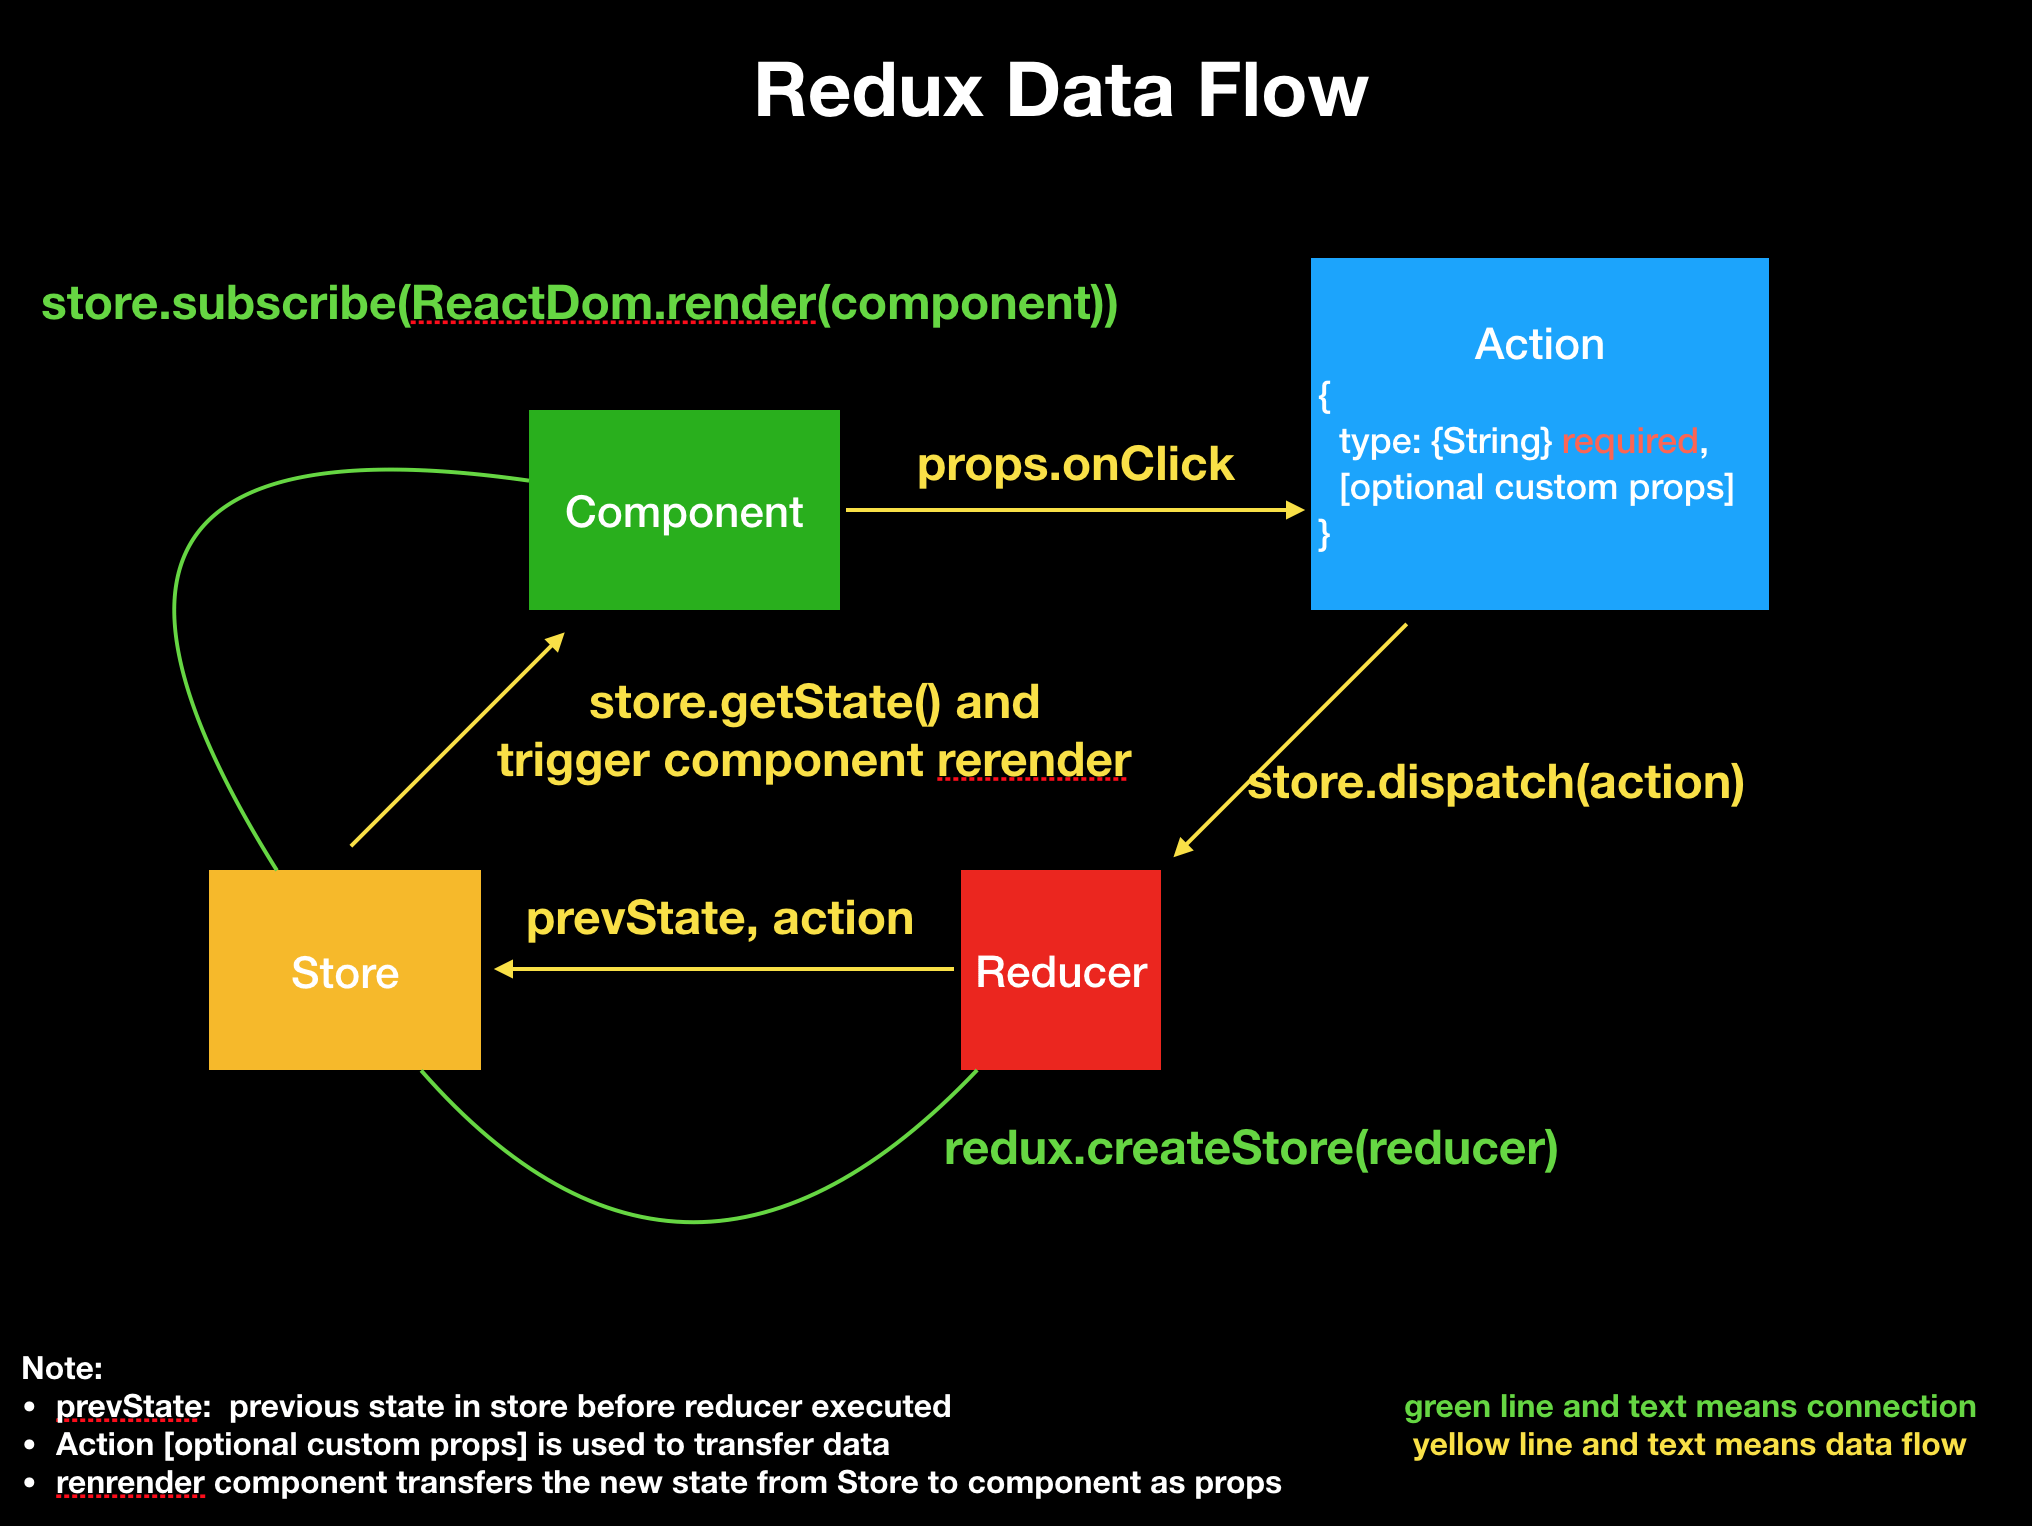 Redux Data Flow
store.subscribe(ReactDom.render(component))
Action
{
type: {String} required,
[optional custom props]
}
props.onClick
Component
store.getState() and
trigger component rerender
store.dispatch(action)
prevState, action
Store
Reducer
redux.createStore(reducer)
Note:
• prevState:  previous state in store before reducer executed
• Action [optional custom props] is used to transfer data
• renrender component transfers the new state from Store to component as props
green line and text means connection
yellow line and text means data flow